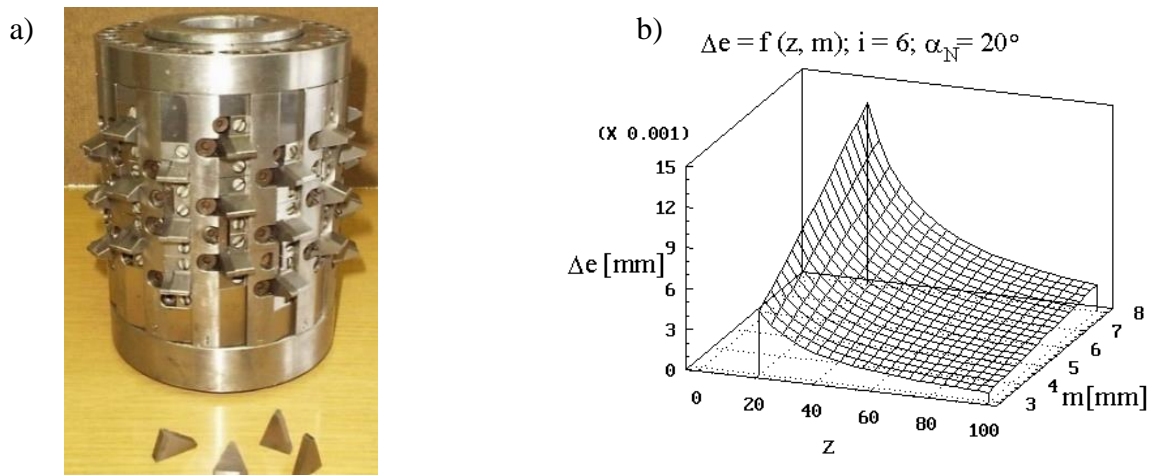 a)
b)
Δe = f (z, m); i = 6; α_N = 20°
(X 0.001)
15
12
9
6
3
0
Δe [mm]
0 20 40 60 80 100
z
3 4 5 6 7 8
m[mm]